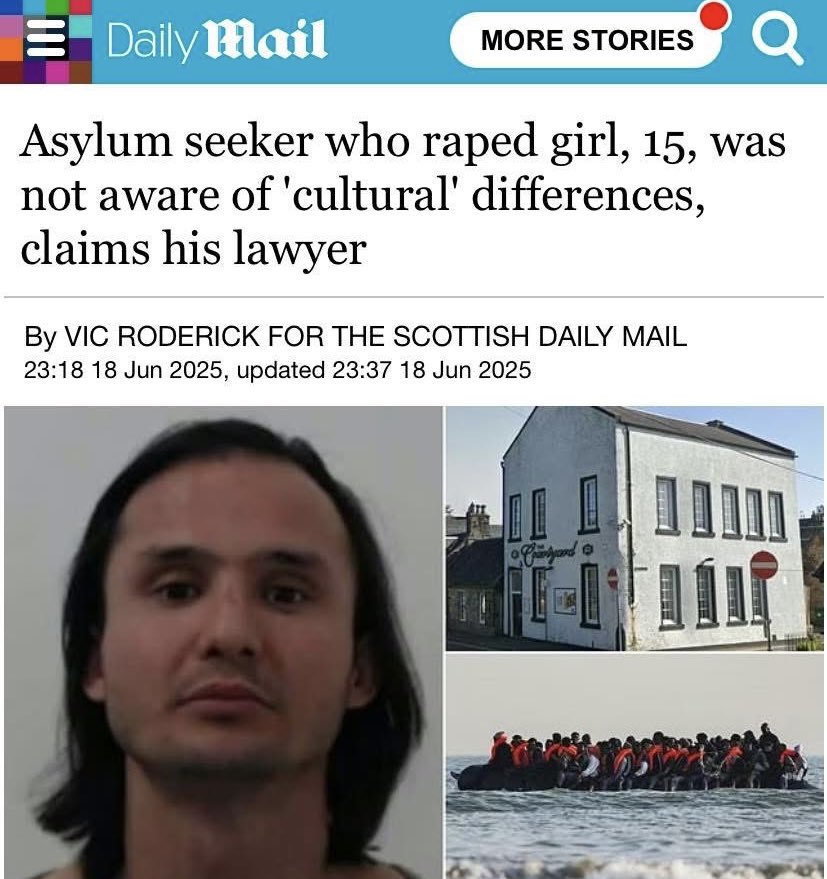 Daily Mail
MORE STORIES
Asylum seeker who raped girl, 15, was
not aware of 'cultural' differences,
claims his lawyer
By VIC RODERICK FOR THE SCOTTISH DAILY MAIL
23:18 18 Jun 2025, updated 23:37 18 Jun 2025
THE
Courtyard